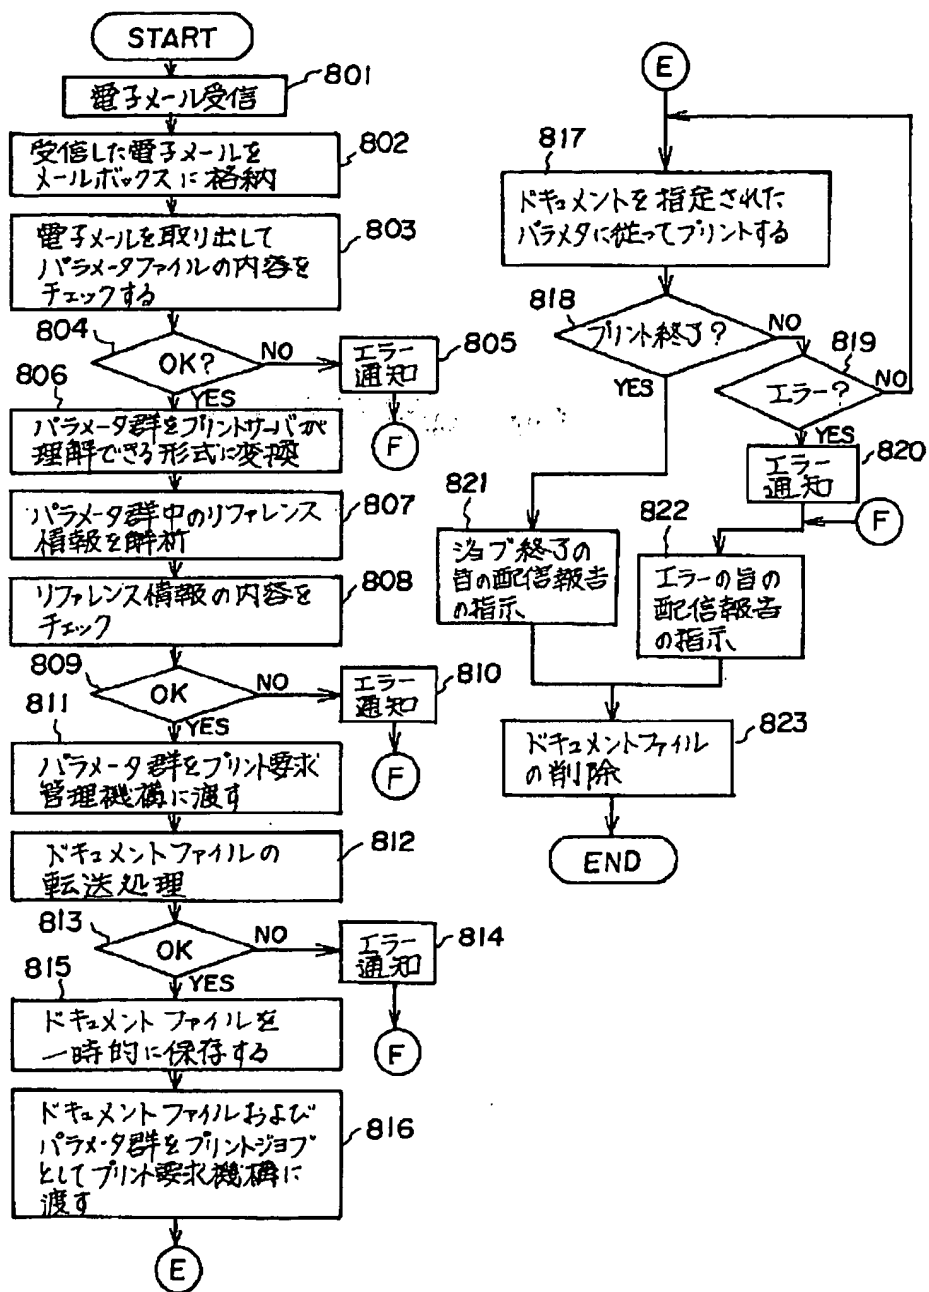 START
801
電子メール受信
802
受信した電子メールを
メールボックスに格納
803
電子メールを取り出して
パラメータファイルの内容を
チェックする
804
OK?
NO
エラー
通知
805
F
YES
806
パラメータ群をプリントサーバが
理解できる形式に変換
807
パラメータ群中のリファレンス
情報を解析
808
リファレンス情報の内容を
チェック
809
OK
NO
エラー
通知
810
F
YES
811
パラメータ群をプリント要求
管理機構に渡す
812
ドキュメントファイルの
転送処理
813
OK
NO
エラー
通知
814
F
YES
815
ドキュメントファイルを
一時的に保存する
816
ドキュメントファイルおよび
パラメータ群をプリントジョブ
としてプリント要求機構に
渡す
E
E
817
ドキュメントを指定された
パラメタに従ってプリントする
818
プリント終了?
NO
819
エラー?
NO
YES
YES
エラー
通知
820
F
821
ジョブ終了の
旨の配信報告
の指示
822
エラーの旨の
配信報告
の指示
823
ドキュメントファイル
の削除
END